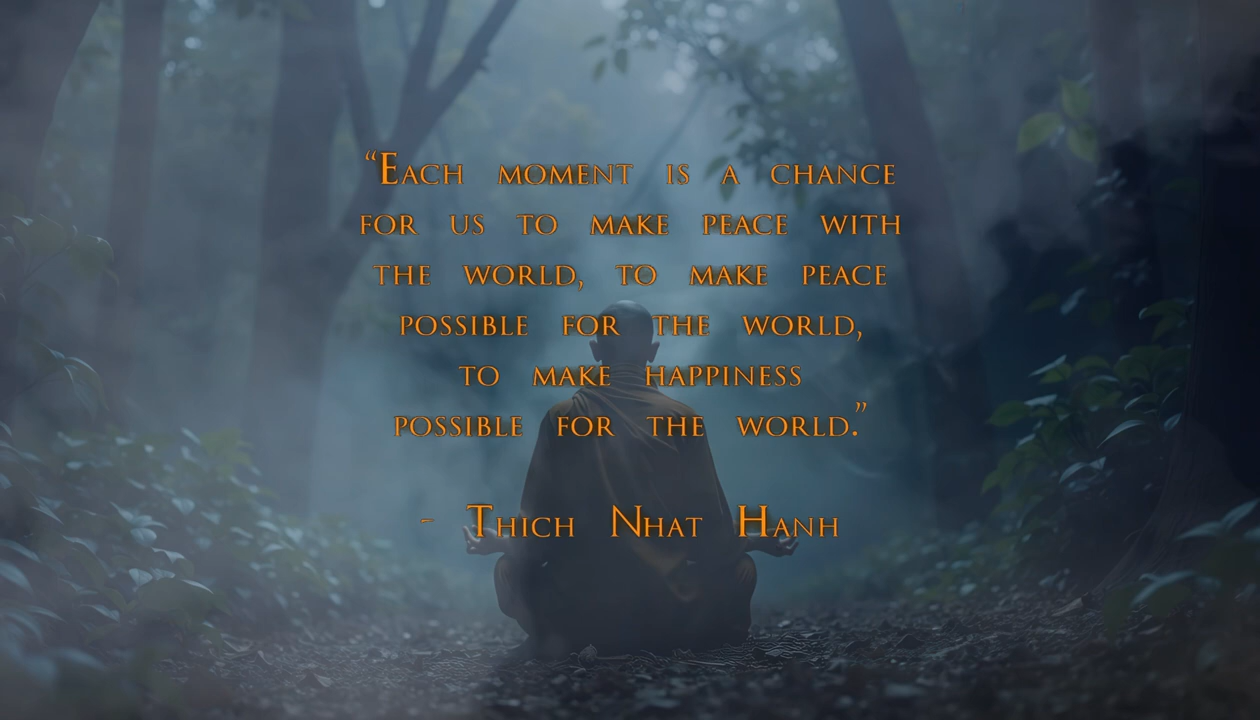 “Each moment is a chance
for us to make peace with
the world, to make peace
possible for the world,
to make happiness
possible for the world.”
- Thich Nhat Hanh